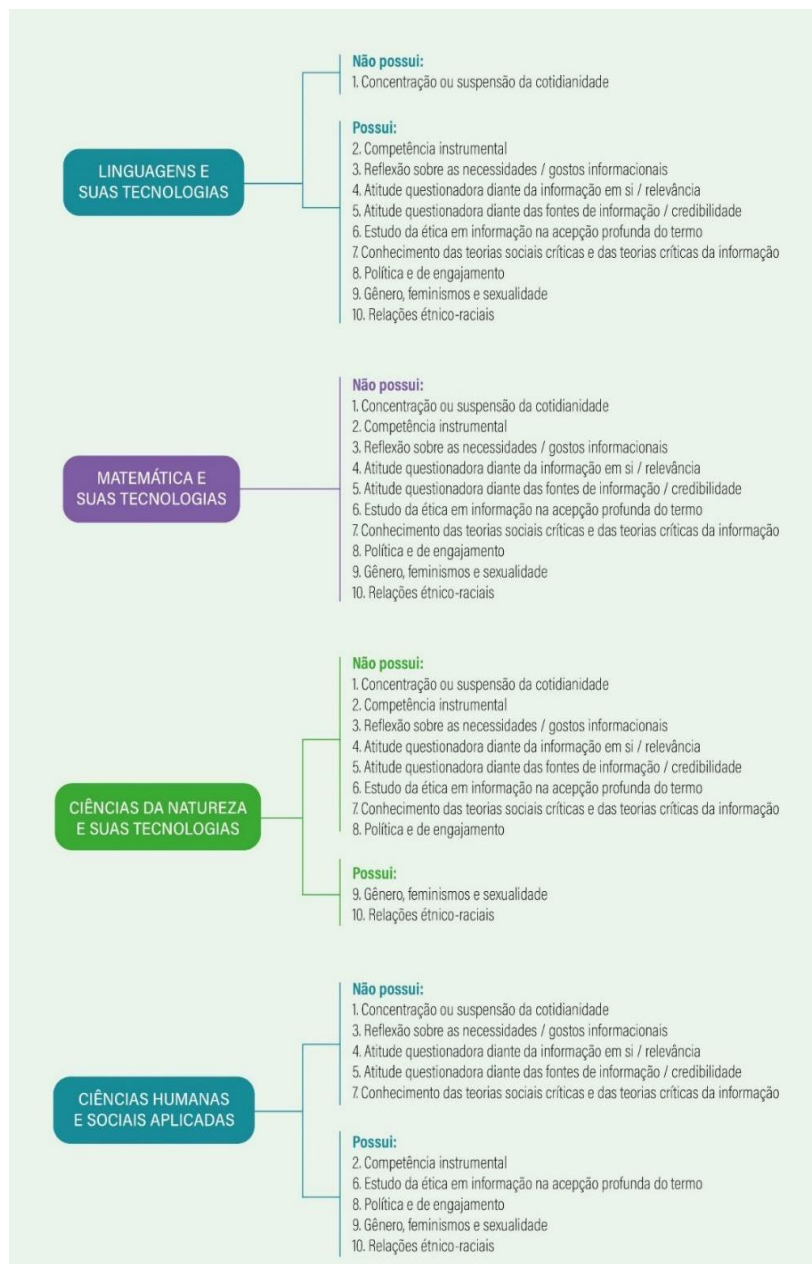 LINGUAGENS E
SUAS TECNOLOGIAS
Não possui:
1. Concentração ou suspensão da cotidianidade
Possui:
2. Competência instrumental
3. Reflexão sobre as necessidades / gostos informacionais
4. Atitude questionadora diante da informação em si / relevância
5. Atitude questionadora diante das fontes de informação / credibilidade
6. Estudo da ética em informação na acepção profunda do termo
7. Conhecimento das teorias sociais críticas e das teorias críticas da informação
8. Política e de engajamento
9. Gênero, feminismos e sexualidade
10. Relações étnico-raciais
MATEMÁTICA E
SUAS TECNOLOGIAS
Não possui:
1. Concentração ou suspensão da cotidianidade
2. Competência instrumental
3. Reflexão sobre as necessidades / gostos informacionais
4. Atitude questionadora diante da informação em si / relevância
5. Atitude questionadora diante das fontes de informação / credibilidade
6. Estudo da ética em informação na acepção profunda do termo
7. Conhecimento das teorias sociais críticas e das teorias críticas da informação
8. Política e de engajamento
9. Gênero, feminismos e sexualidade
10. Relações étnico-raciais
CIÊNCIAS DA NATUREZA
E SUAS TECNOLOGIAS
Não possui:
1. Concentração ou suspensão da cotidianidade
2. Competência instrumental
3. Reflexão sobre as necessidades / gostos informacionais
4. Atitude questionadora diante da informação em si / relevância
5. Atitude questionadora diante das fontes de informação / credibilidade
6. Estudo da ética em informação na acepção profunda do termo
7. Conhecimento das teorias sociais críticas e das teorias críticas da informação
8. Política e de engajamento
Possui:
9. Gênero, feminismos e sexualidade
10. Relações étnico-raciais
CIÊNCIAS HUMANAS
E SOCIAIS APLICADAS
Não possui:
1. Concentração ou suspensão da cotidianidade
3. Reflexão sobre as necessidades / gostos informacionais
4. Atitude questionadora diante da informação em si / relevância
5. Atitude questionadora diante das fontes de informação / credibilidade
7. Conhecimento das teorias sociais críticas e das teorias críticas da informação
Possui:
2. Competência instrumental
6. Estudo da ética em informação na acepção profunda do termo
8. Política e de engajamento
9. Gênero, feminismos e sexualidade
10. Relações étnico-raciais